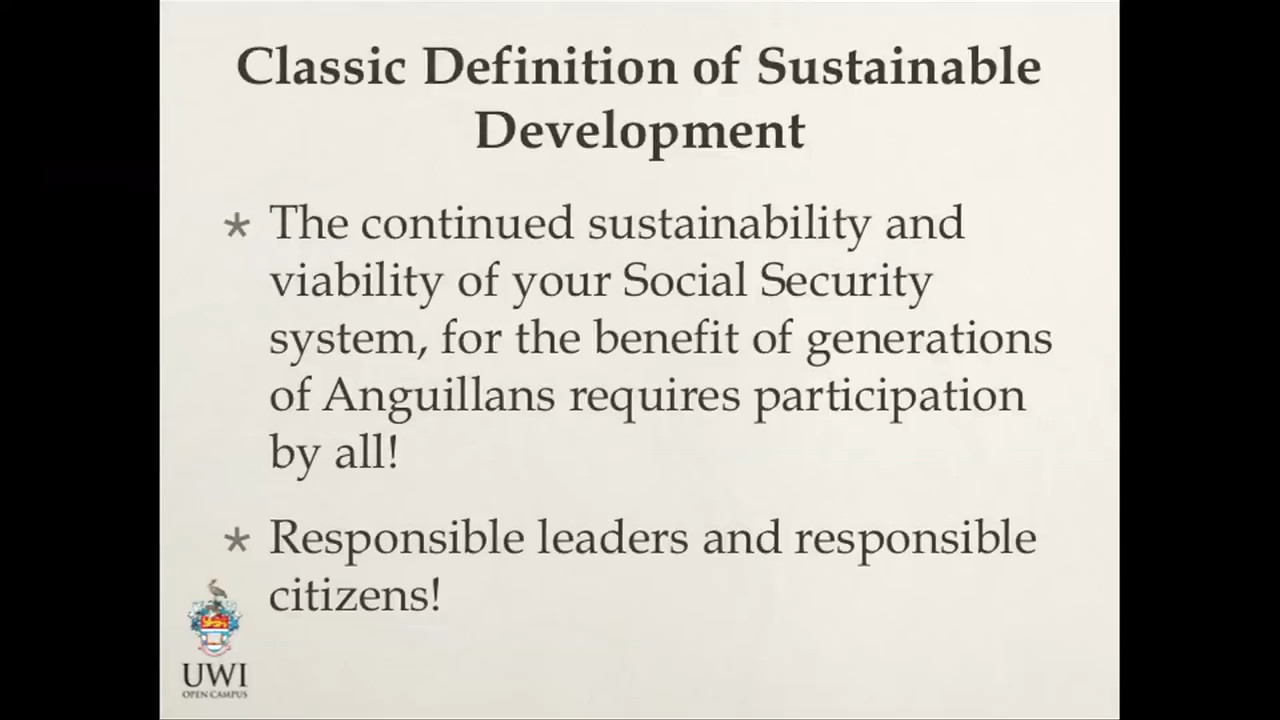 Classic Definition of Sustainable
Development
* The continued sustainability and
viability of your Social Security
system, for the benefit of generations
of Anguillans requires participation
by all!
* Responsible leaders and responsible
citizens!
UWI
OPEN CAMPUS